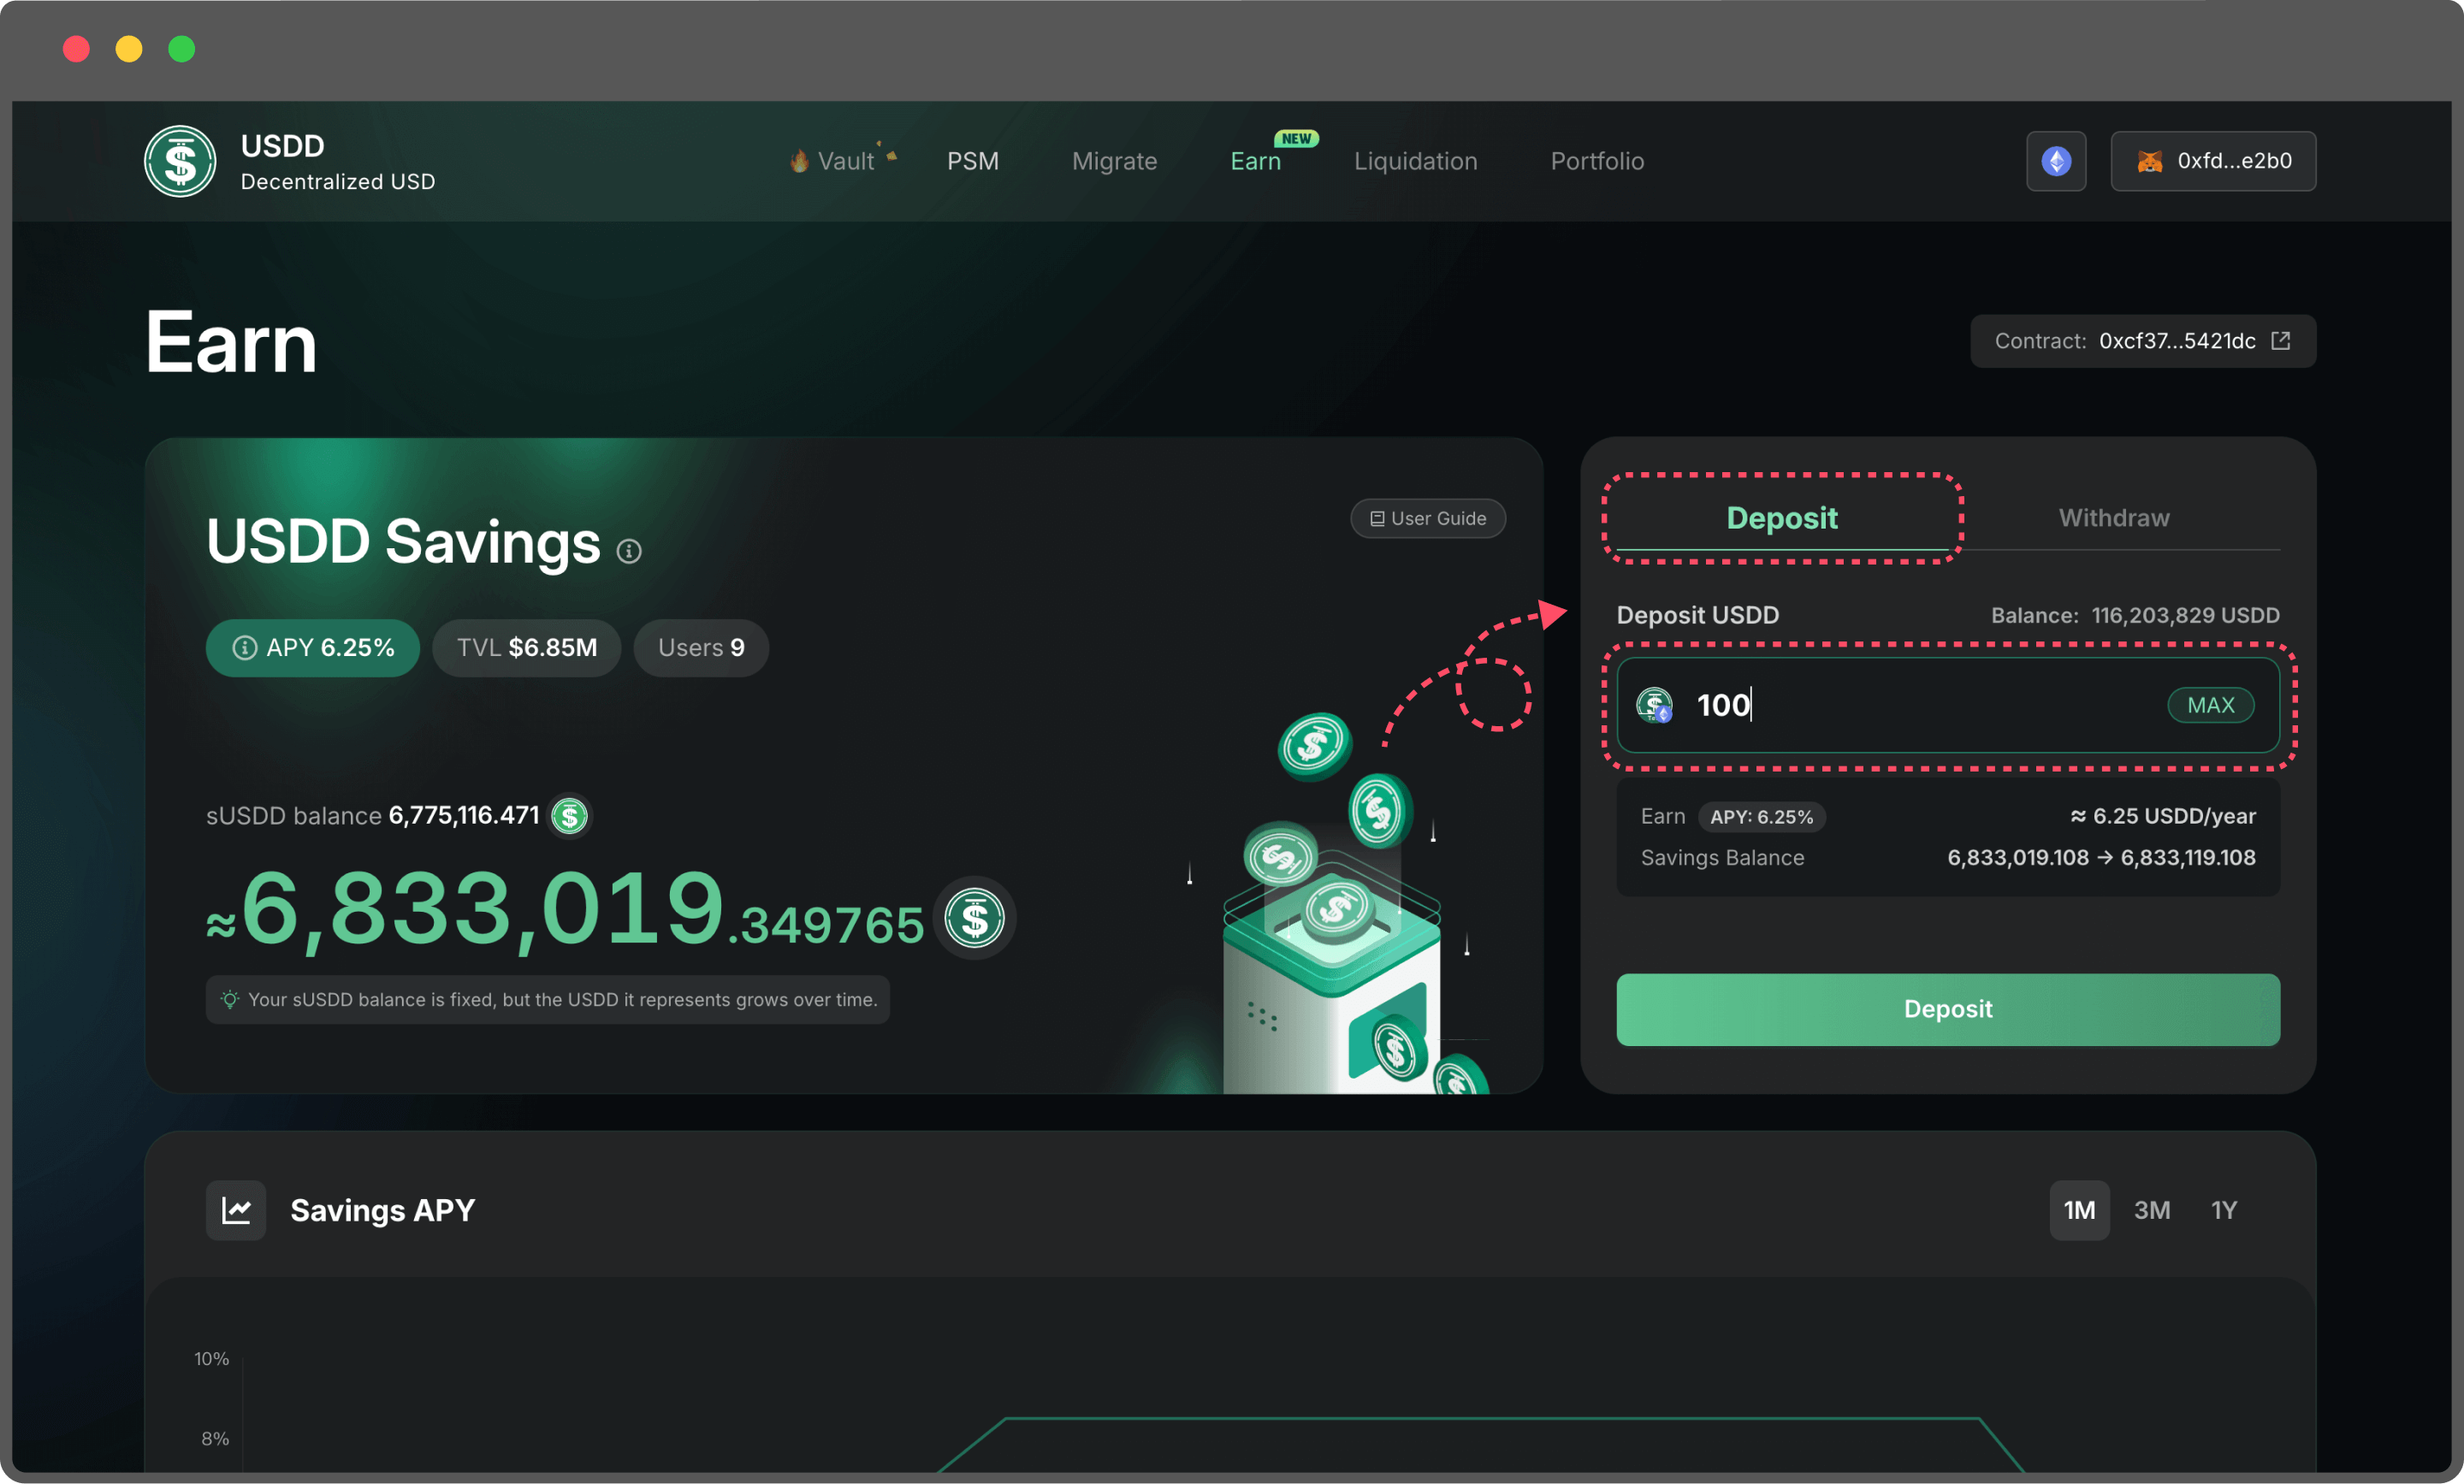 USDD
Decentralized USD
Vault
PSM
Migrate
Earn
NEW
Liquidation
Portfolio
0xfd...e2b0
Earn
Contract: 0xcf37...5421dc
USDD Savings
User Guide
APY 6.25%
TVL $6.85M
Users 9
sUSDD balance 6,775,116.471
≈6,833,019.349765
Your sUSDD balance is fixed, but the USDD it represents grows over time.
Deposit
Withdraw
Deposit USDD
Balance: 116,203,829 USDD
100
MAX
Earn APY: 6.25% ≈ 6.25 USDD/year
Savings Balance 6,833,019.108 → 6,833,119.108
Deposit
Savings APY
1M
3M
1Y
10%
8%